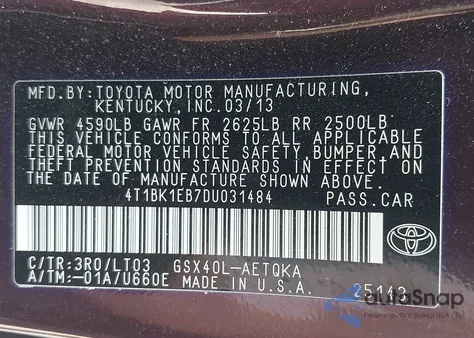 MFD. BY: TOYOTA MOTOR MANUFACTURING,
KENTUCKY, INC. 03/13
GVWR 4590LB GAWR FR 2625LB RR 2500LB
THIS VEHICLE CONFORMS TO ALL APPLICABLE
FEDERAL MOTOR VEHICLE SAFETY, BUMPER, AND
THEFT PREVENTION STANDARDS IN EFFECT ON
THE DATE OF MANUFACTURE SHOWN ABOVE.
4T1BK1EB7DU031484 PASS. CAR
C/TR:3R0/LT03 GSX40L-AETQKA
A/TM:-01A/U660E MADE IN U.S.A. 25143
TOYOTA
autoSnap